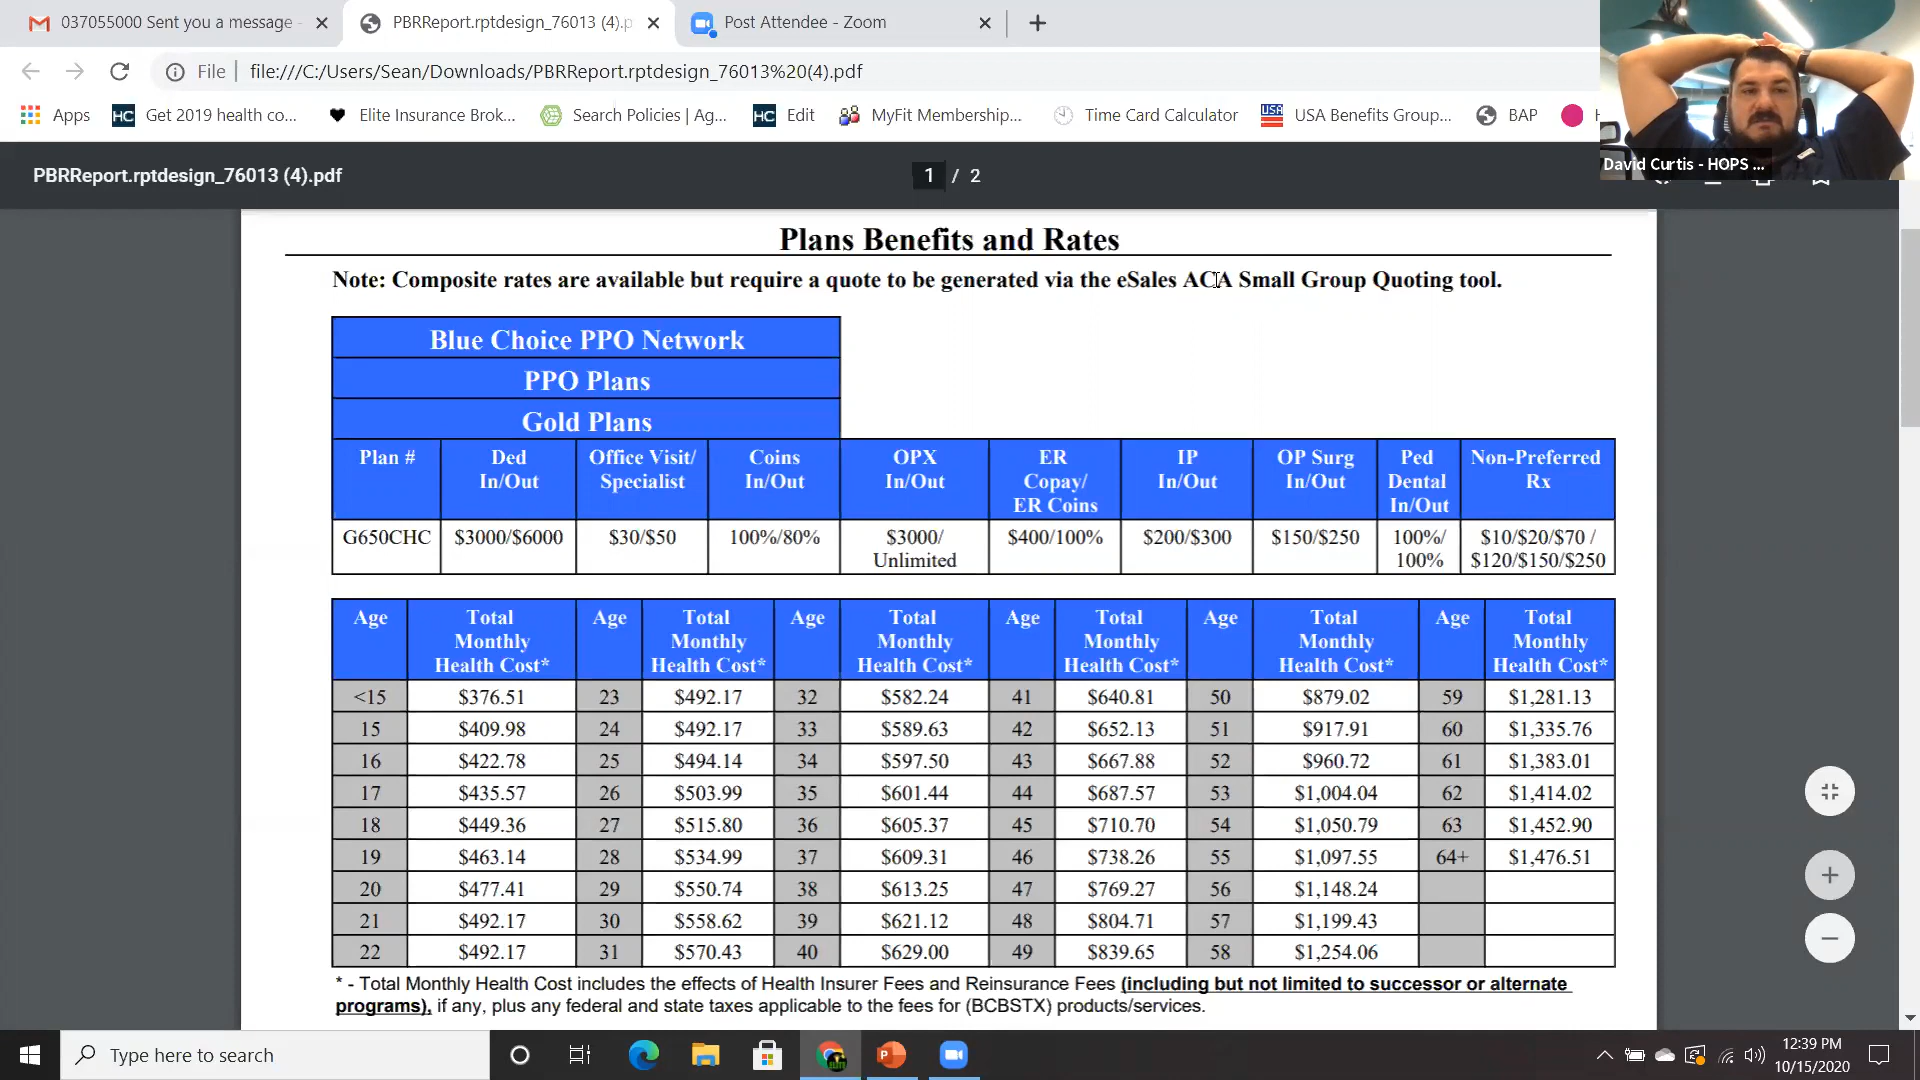 037055000 Sent you a message -
PBRReport.rptdesign_76013 (4).p
Post Attendee - Zoom
File
file:///C:/Users/Sean/Downloads/PBRReport.rptdesign_76013%20(4).pdf
Apps
HC Get 2019 health co...
Elite Insurance Brok...
Search Policies | Ag...
HC Edit
MyFit Membership...
Time Card Calculator
USA USA Benefits Group...
BAP
David Curtis - HOPS ...
PBRReport.rptdesign_76013 (4).pdf
1 / 2
Plans Benefits and Rates
Note: Composite rates are available but require a quote to be generated via the eSales ACA Small Group Quoting tool.
Blue Choice PPO Network
PPO Plans
Gold Plans
Plan # Ded Office Visit/ Coins OPX ER IP OP Surg Ped Non-Preferred
In/Out Specialist In/Out In/Out Copay/ In/Out In/Out Dental Rx
ER Coins In/Out
G650CHC $3000/$6000 $30/$50 100%/80% $3000/ $400/100% $200/$300 $150/$250 100%/ $10/$20/$70 /
Unlimited 100% $120/$150/$250
Age Total Age Total Age Total Age Total Age Total Age Total
Monthly Monthly Monthly Monthly Monthly Monthly
Health Cost* Health Cost* Health Cost* Health Cost* Health Cost* Health Cost*
<15 $376.51 23 $492.17 32 $582.24 41 $640.81 50 $879.02 59 $1,281.13
15 $409.98 24 $492.17 33 $589.63 42 $652.13 51 $917.91 60 $1,335.76
16 $422.78 25 $494.14 34 $597.50 43 $667.88 52 $960.72 61 $1,383.01
17 $435.57 26 $503.99 35 $601.44 44 $687.57 53 $1,004.04 62 $1,414.02
18 $449.36 27 $515.80 36 $605.37 45 $710.70 54 $1,050.79 63 $1,452.90
19 $463.14 28 $534.99 37 $609.31 46 $738.26 55 $1,097.55 64+ $1,476.51
20 $477.41 29 $550.74 38 $613.25 47 $769.27 56 $1,148.24
21 $492.17 30 $558.62 39 $621.12 48 $804.71 57 $1,199.43
22 $492.17 31 $570.43 40 $629.00 49 $839.65 58 $1,254.06
* - Total Monthly Health Cost includes the effects of Health Insurer Fees and Reinsurance Fees (including but not limited to successor or alternate
programs), if any, plus any federal and state taxes applicable to the fees for (BCBSTX) products/services.
Type here to search
12:39 PM
10/15/2020